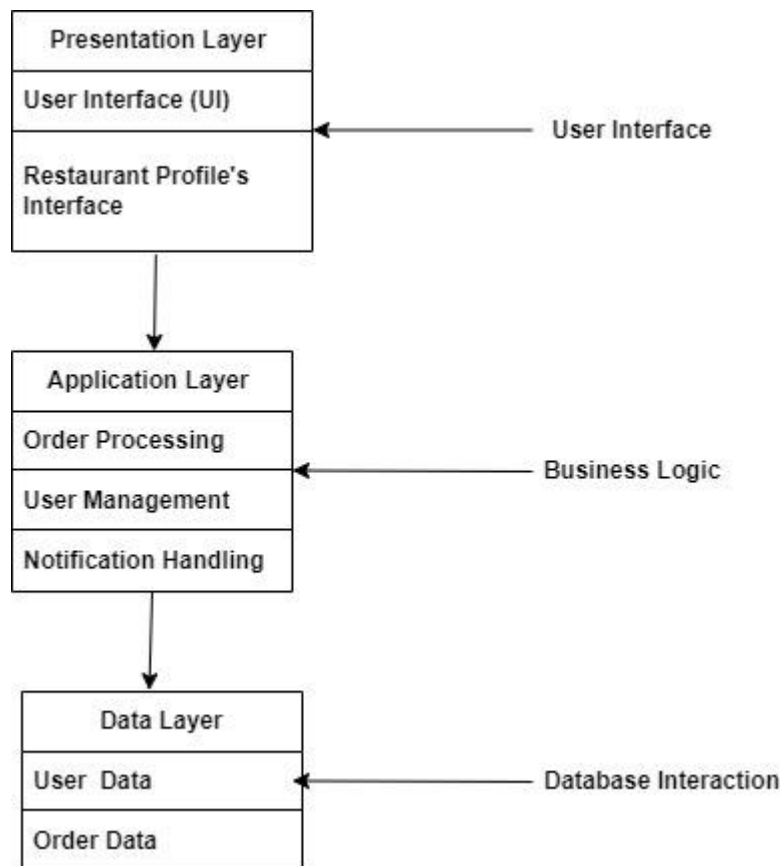 Presentation Layer
User Interface (UI)
User Interface
Restaurant Profile's
Interface
Application Layer
Order Processing
Business Logic
User Management
Notification Handling
Data Layer
User Data
Database Interaction
Order Data